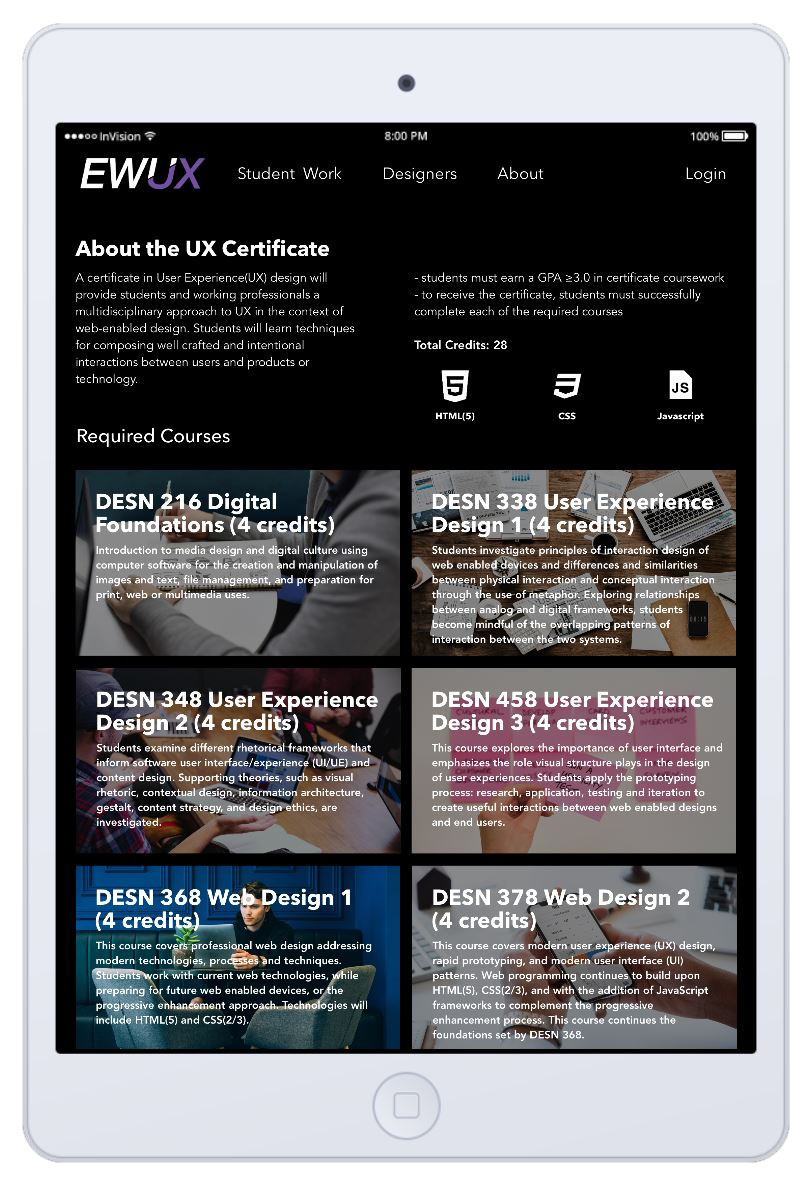 InVision
8:00 PM
100%
EWUX
Student Work
Designers
About
Login
About the UX Certificate
A certificate in User Experience(UX) design will
provide students and working professionals a
multidisciplinary approach to UX in the context of
web-enabled design. Students will learn techniques
for composing well crafted and intentional
interactions between users and products or
technology.
- students must earn a GPA ≥3.0 in certificate coursework
- to receive the certificate, students must successfully
complete each of the required courses
Total Credits: 28
HTML(5)
CSS
JS
Javascript
Required Courses
DESN 216 Digital
Foundations (4 credits)
Introduction to media design and digital culture using
computer software for the creation and manipulation of
images and text, file management, and preparation for
print, web or multimedia uses.
DESN 338 User Experience
Design 1 (4 credits)
Students investigate principles of interaction design of
web enabled devices and differences and similarities
between physical interaction and conceptual interaction
through the use of metaphor. Exploring relationships
between analog and digital frameworks, students
become mindful of the overlapping patterns of
interaction between the two systems.
DESN 348 User Experience
Design 2 (4 credits)
Students examine different rhetorical frameworks that
inform software user interface/experience (UI/UE) and
content design. Supporting theories, such as visual
rhetoric, contextual design, information architecture,
gestalt, content strategy, and design ethics, are
investigated.
DESN 458 User Experience
Design 3 (4 credits)
This course explores the importance of user interface and
emphasizes the role visual structure plays in the design
of user experiences. Students apply the prototyping
process: research, application, testing and iteration to
create useful interactions between web enabled designs
and end users.
CUSTOMER
INTERVIEWS
DESN 368 Web Design 1
(4 credits)
This course covers professional web design addressing
modern technologies, processes and techniques.
Students work with current web technologies, while
preparing for future web enabled devices, or the
progressive enhancement approach. Technologies will
include HTML(5) and CSS(2/3).
DESN 378 Web Design 2
(4 credits)
This course covers modern user experience (UX) design,
rapid prototyping, and modern user interface (UI)
patterns. Web programming continues to build upon
HTML(5), CSS(2/3), and with the addition of JavaScript
frameworks to complement the progressive
enhancement process. This course continues the
foundations set by DESN 368.